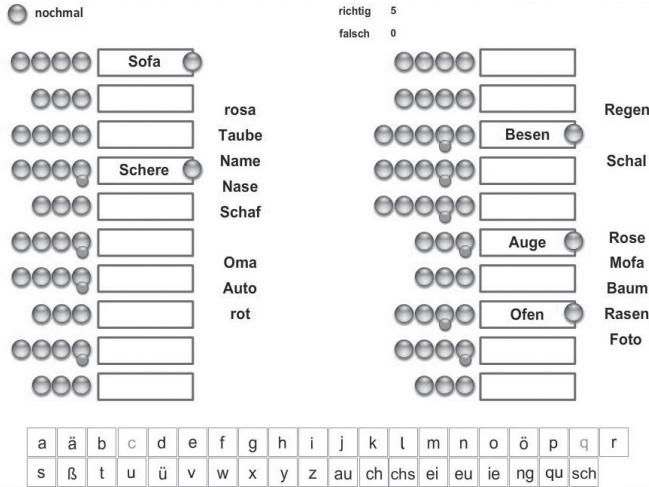 nochmal
richtig 5
falsch 0
Sofa
Schere
rosa
Taube
Name
Nase
Schaf
Oma
Auto
rot
Besen
Auge
Ofen
Regen
Schal
Rose
Mofa
Baum
Rasen
Foto
a ä b c d e f g h i j k l m n o ö p q r
s ß t u ü v w x y z au ch chs ei eu ie ng qu sch